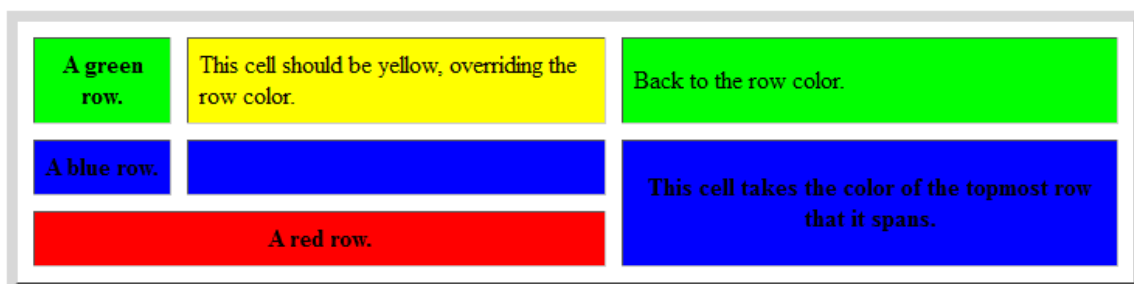 A green
row.
This cell should be yellow, overriding the
row color.
Back to the row color.
A blue row.
This cell takes the color of the topmost row
that it spans.
A red row.